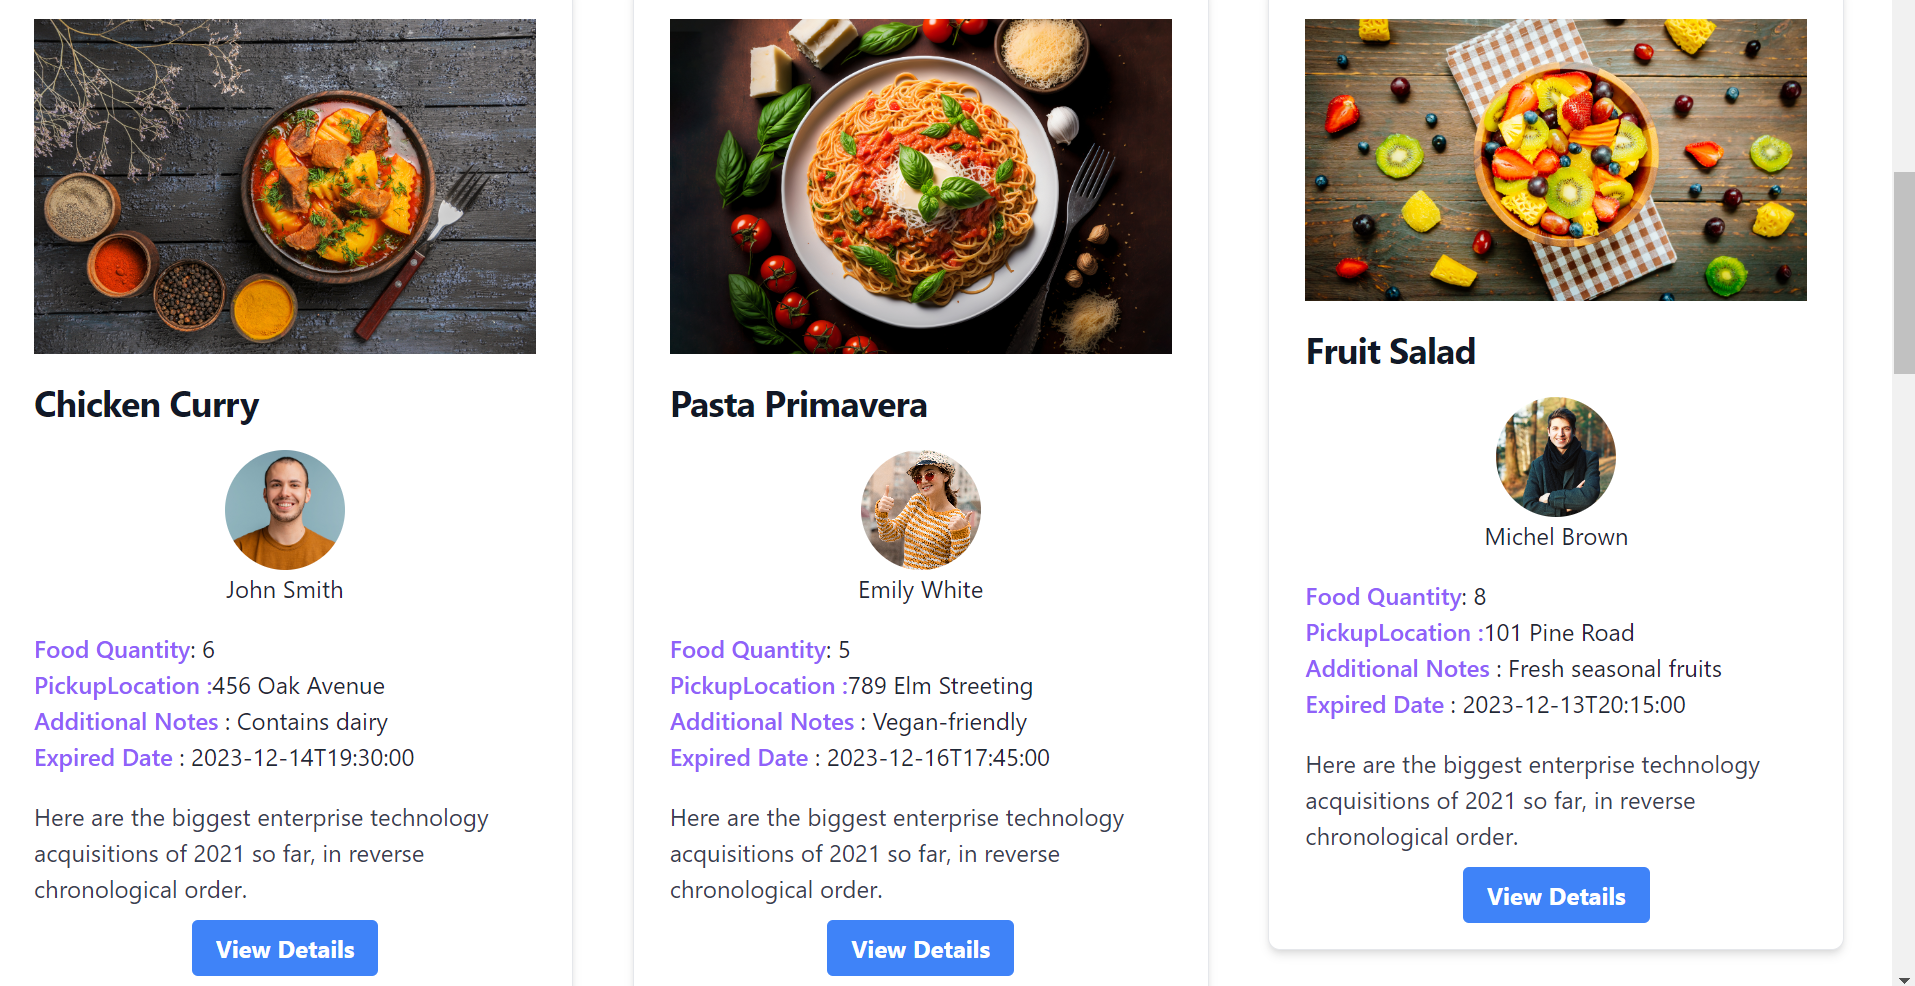 Chicken Curry
John Smith
Food Quantity: 6
PickupLocation :456 Oak Avenue
Additional Notes : Contains dairy
Expired Date : 2023-12-14T19:30:00
Here are the biggest enterprise technology
acquisitions of 2021 so far, in reverse
chronological order.
View Details
Pasta Primavera
Emily White
Food Quantity: 5
PickupLocation :789 Elm Streeting
Additional Notes : Vegan-friendly
Expired Date : 2023-12-16T17:45:00
Here are the biggest enterprise technology
acquisitions of 2021 so far, in reverse
chronological order.
View Details
Fruit Salad
Michel Brown
Food Quantity: 8
PickupLocation :101 Pine Road
Additional Notes : Fresh seasonal fruits
Expired Date : 2023-12-13T20:15:00
Here are the biggest enterprise technology
acquisitions of 2021 so far, in reverse
chronological order.
View Details